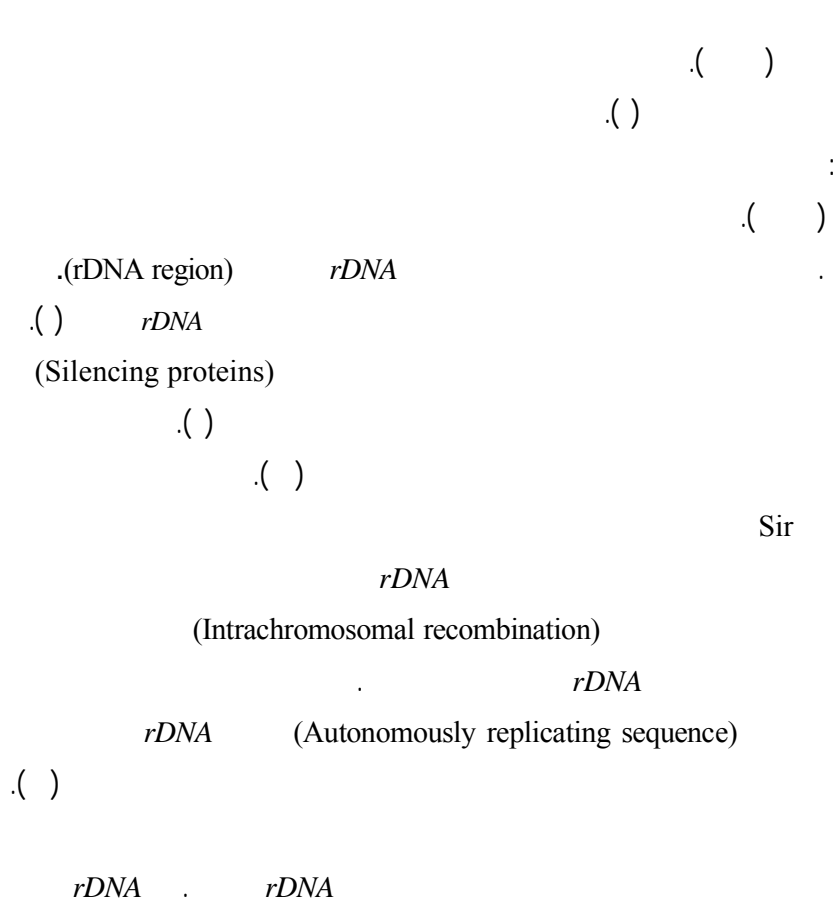 ( ).
( ).
:
( ).
. rDNA (rDNA region).
rDNA ( ).
(Silencing proteins)
( ).
( ).
Sir
rDNA
(Intrachromosomal recombination)
rDNA .
(Autonomously replicating sequence) rDNA
( ).
rDNA . rDNA